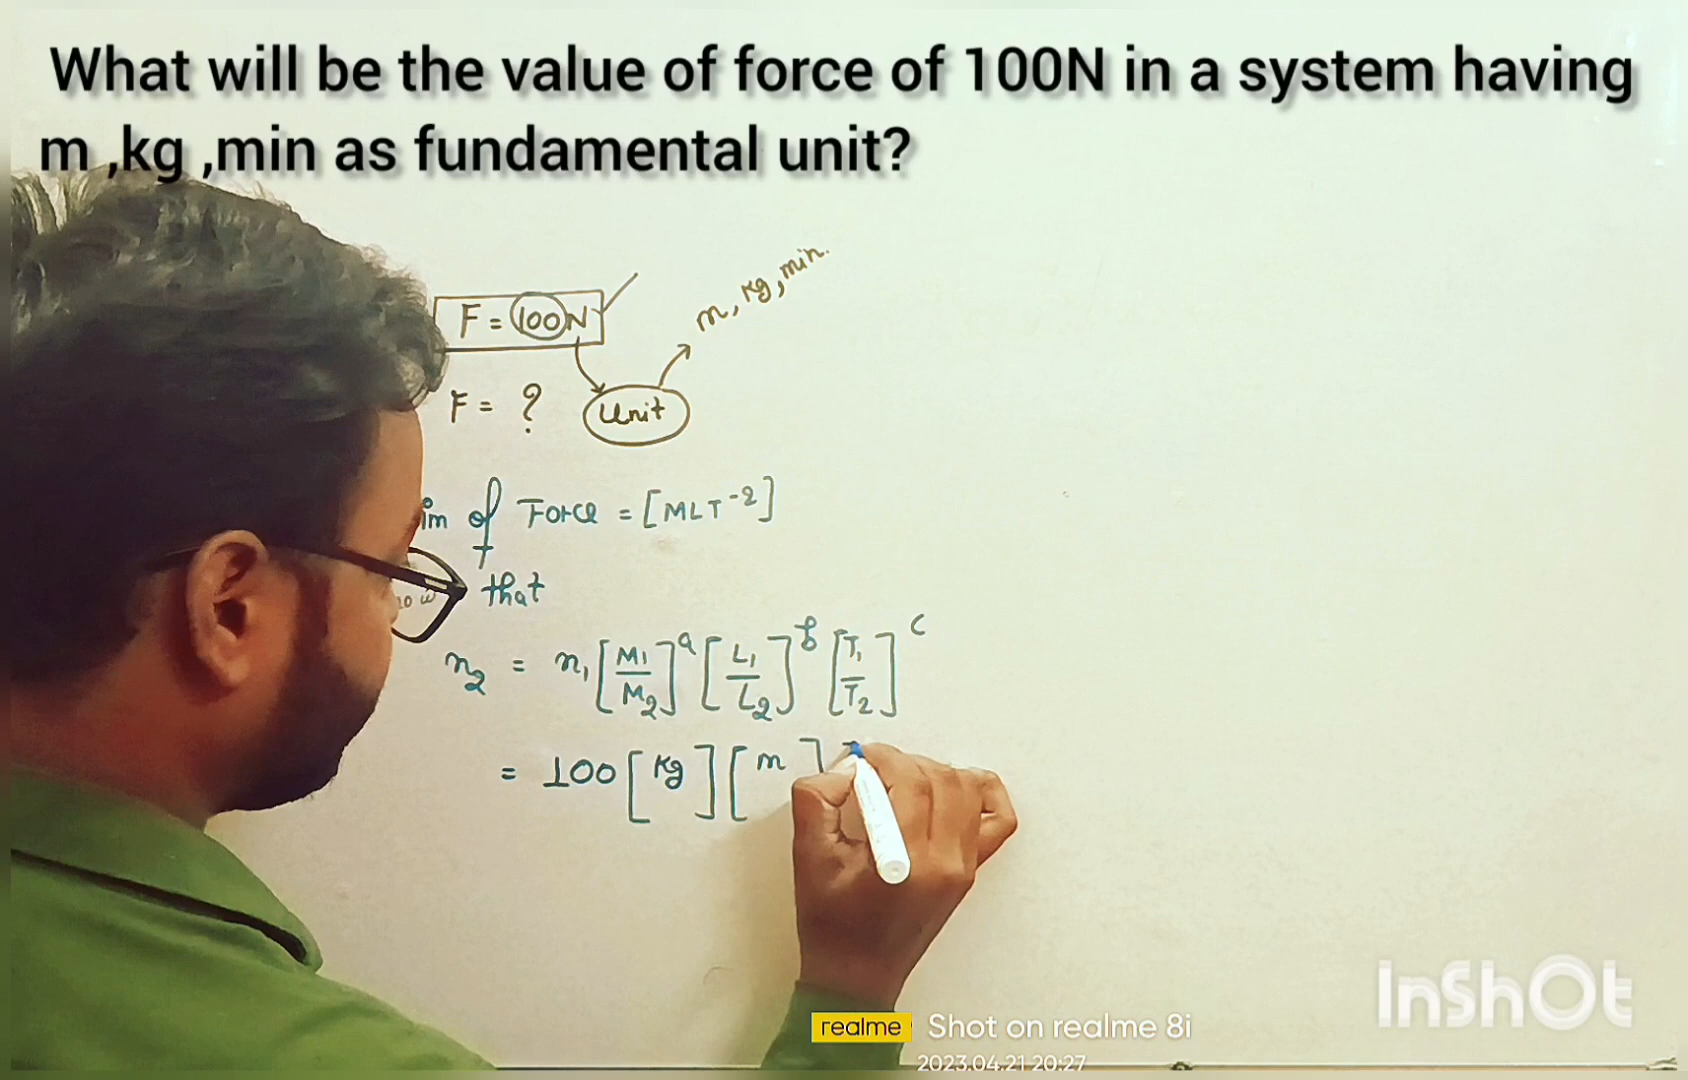 What will be the value of force of 100N in a system having
m ,kg ,min as fundamental unit?
F = 100N
m, kg, min.
F = ?
Unit
im of Force = [MLT⁻²]
that
n₂ = n₁ [M₁/M₂]ᵃ [L₁/L₂]ᵇ [T₁/T₂]ᶜ
= 100 [kg] [m]
InShOt
realme Shot on realme 8i
2023.04.21 20:27